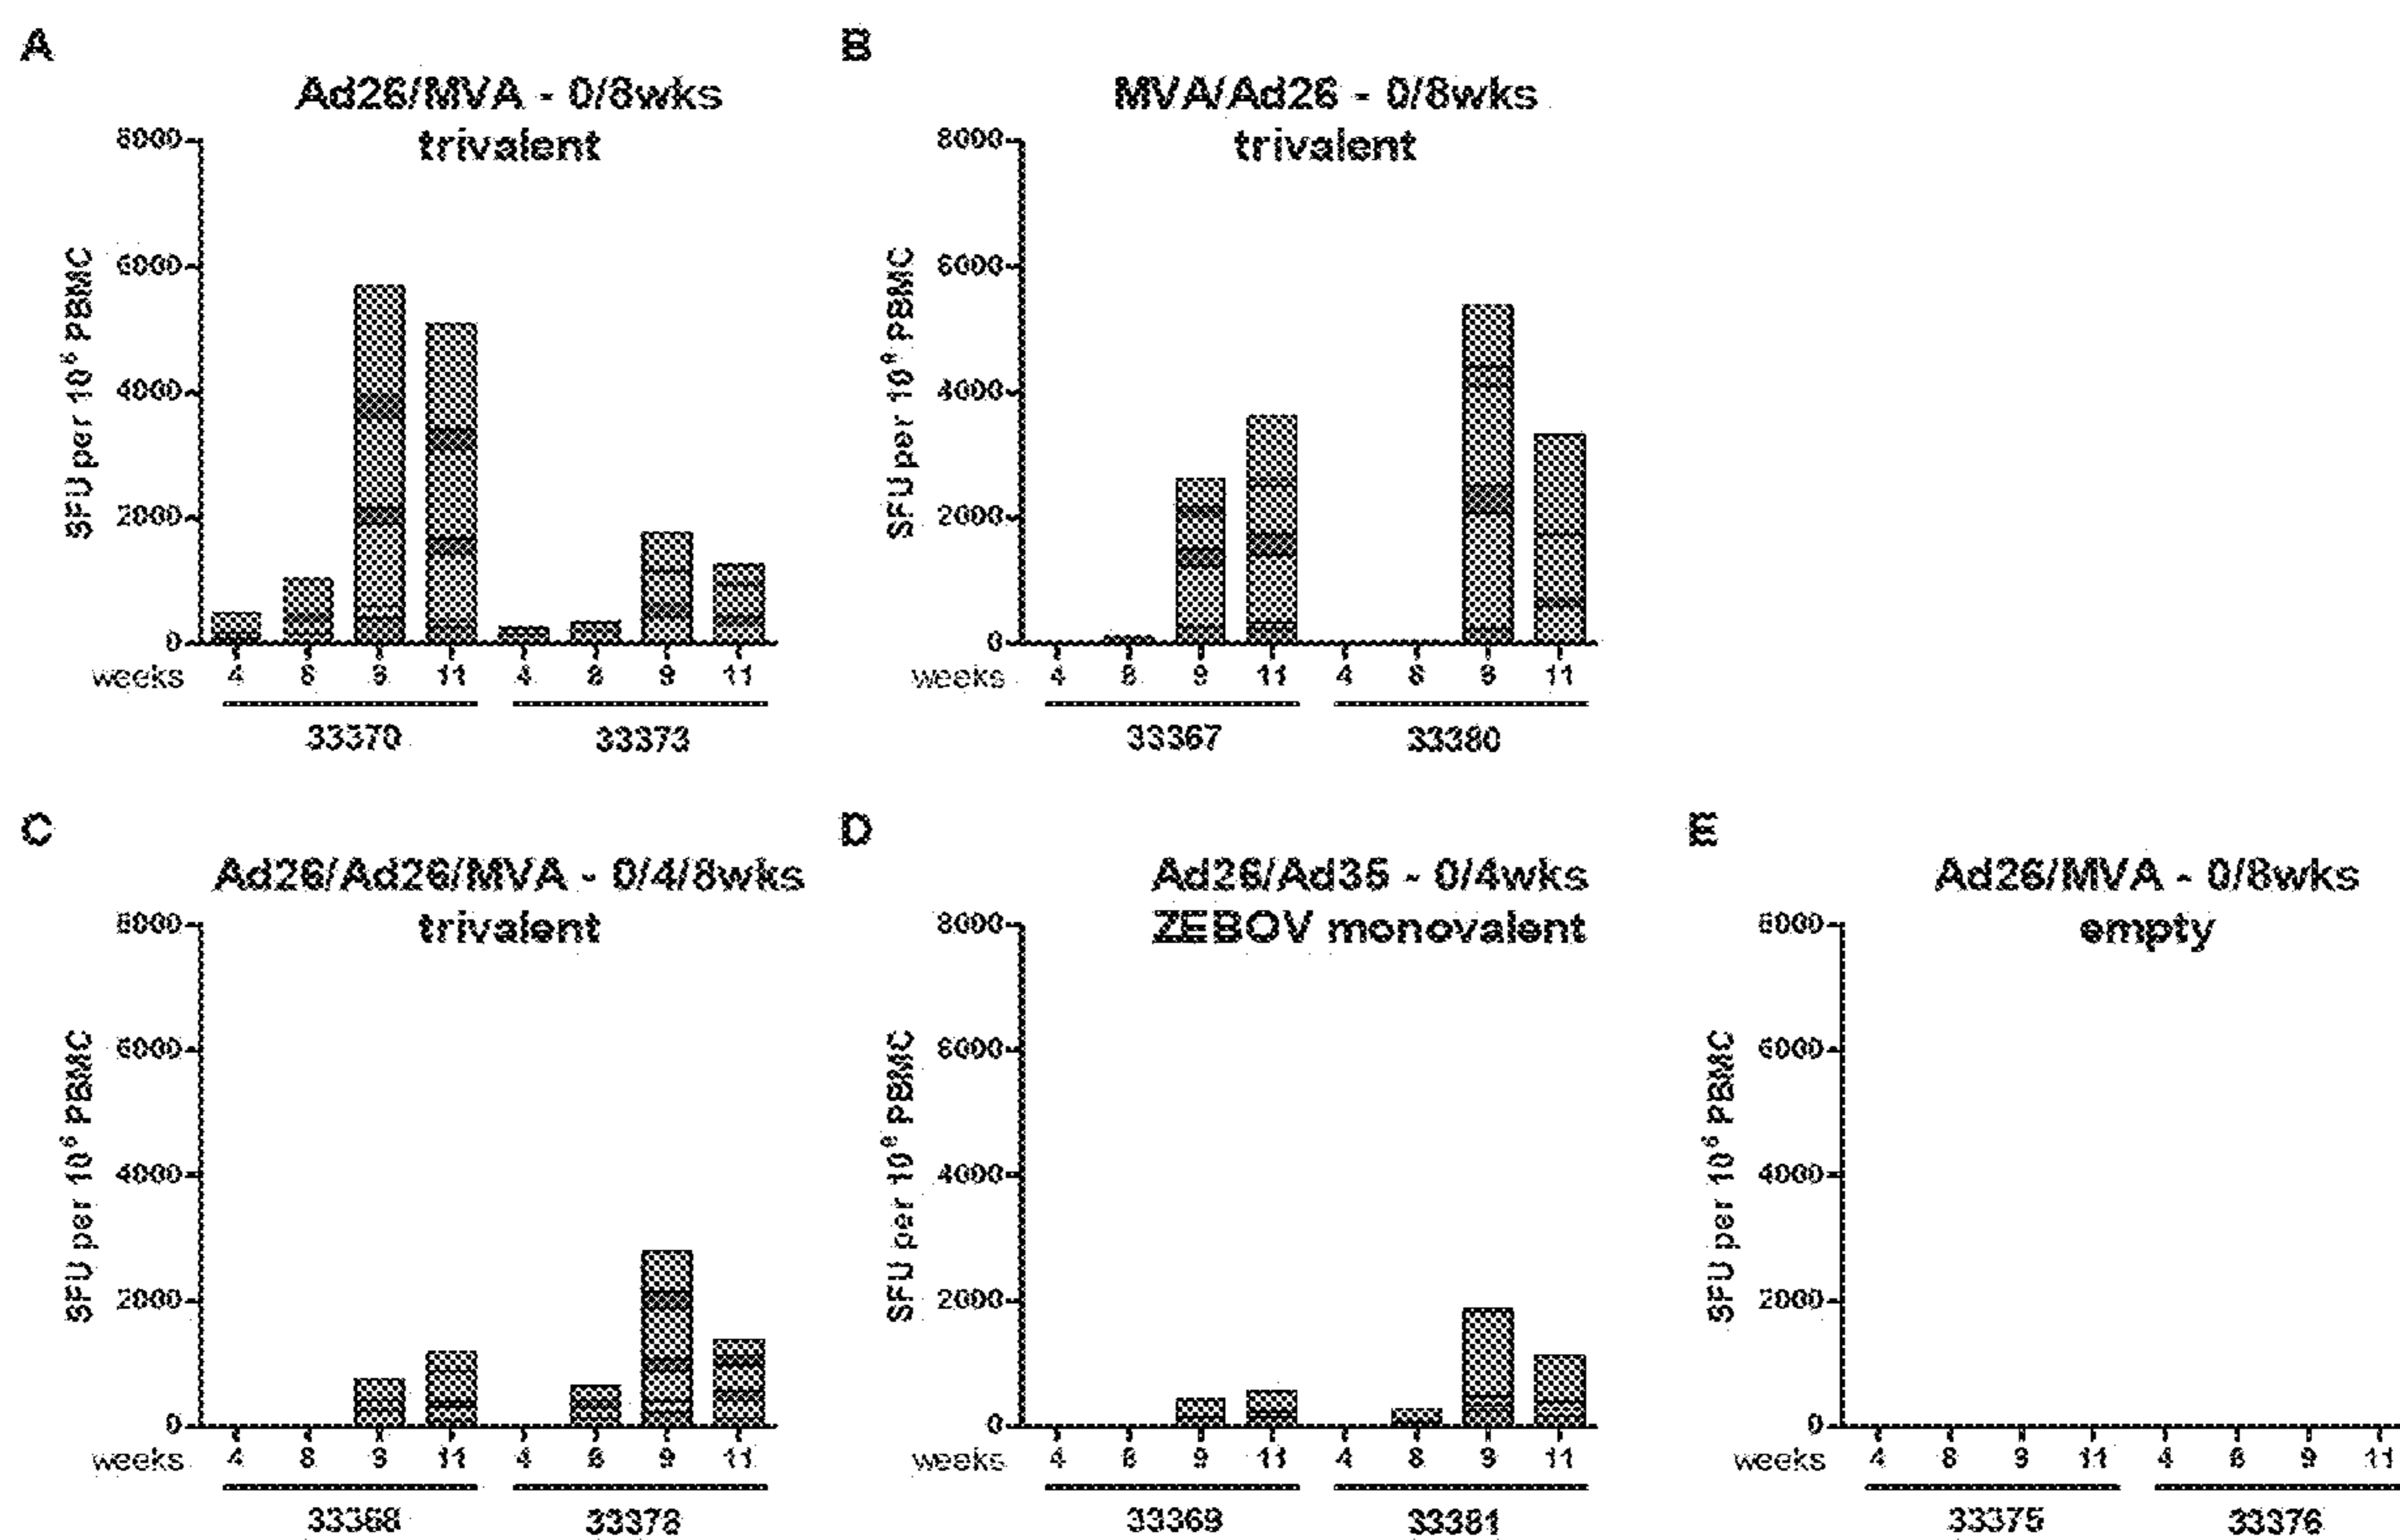 A
Ad26/MVA - 0/8wks
trivalent
8000
6000
4000
2000
0
SFU per 10⁶ PBMC
weeks 4 8 9 11 4 8 9 11
33370 33373
B
MVA/Ad26 - 0/8wks
trivalent
8000
6000
4000
2000
0
SFU per 10⁶ PBMC
weeks 4 8 9 11 4 8 9 11
33367 33380
C
Ad26/Ad26/MVA - 0/4/8wks
trivalent
8000
6000
4000
2000
0
SFU per 10⁶ PBMC
weeks 4 8 9 11 4 8 9 11
33368 33378
D
Ad26/Ad35 - 0/4wks
ZEBOV monovalent
8000
6000
4000
2000
0
SFU per 10⁶ PBMC
weeks 4 8 9 11 4 8 9 11
33369 33381
E
Ad26/MVA - 0/8wks
empty
8000
6000
4000
2000
0
SFU per 10⁶ PBMC
weeks 4 8 9 11 4 8 9 11
33375 33376